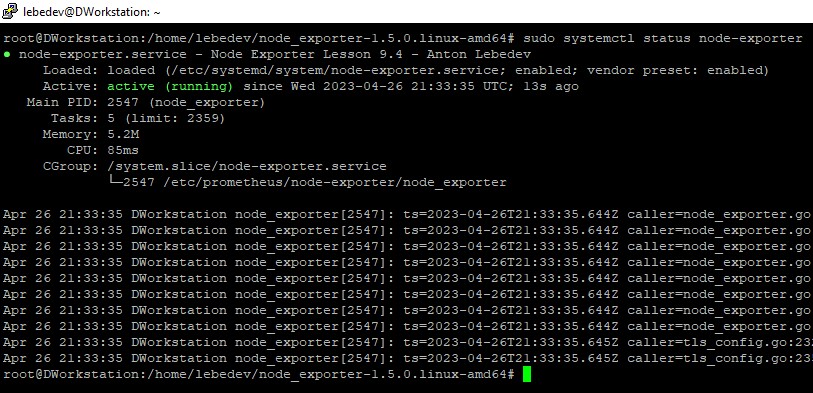 lebedev@DWorkstation: ~
root@DWorkstation:/home/lebedev/node_exporter-1.5.0.linux-amd64# sudo systemctl status node-exporter
● node-exporter.service - Node Exporter Lesson 9.4 - Anton Lebedev
Loaded: loaded (/etc/systemd/system/node-exporter.service; enabled; vendor preset: enabled)
Active: active (running) since Wed 2023-04-26 21:33:35 UTC; 13s ago
Main PID: 2547 (node_exporter)
Tasks: 5 (limit: 2359)
Memory: 5.2M
CPU: 85ms
CGroup: /system.slice/node-exporter.service
└─2547 /etc/prometheus/node-exporter/node_exporter
Apr 26 21:33:35 DWorkstation node_exporter[2547]: ts=2023-04-26T21:33:35.644Z caller=node_exporter.go
Apr 26 21:33:35 DWorkstation node_exporter[2547]: ts=2023-04-26T21:33:35.644Z caller=node_exporter.go
Apr 26 21:33:35 DWorkstation node_exporter[2547]: ts=2023-04-26T21:33:35.644Z caller=node_exporter.go
Apr 26 21:33:35 DWorkstation node_exporter[2547]: ts=2023-04-26T21:33:35.644Z caller=node_exporter.go
Apr 26 21:33:35 DWorkstation node_exporter[2547]: ts=2023-04-26T21:33:35.644Z caller=node_exporter.go
Apr 26 21:33:35 DWorkstation node_exporter[2547]: ts=2023-04-26T21:33:35.644Z caller=node_exporter.go
Apr 26 21:33:35 DWorkstation node_exporter[2547]: ts=2023-04-26T21:33:35.644Z caller=node_exporter.go
Apr 26 21:33:35 DWorkstation node_exporter[2547]: ts=2023-04-26T21:33:35.644Z caller=node_exporter.go
Apr 26 21:33:35 DWorkstation node_exporter[2547]: ts=2023-04-26T21:33:35.645Z caller=tls_config.go:232
Apr 26 21:33:35 DWorkstation node_exporter[2547]: ts=2023-04-26T21:33:35.645Z caller=tls_config.go:235
root@DWorkstation:/home/lebedev/node_exporter-1.5.0.linux-amd64#